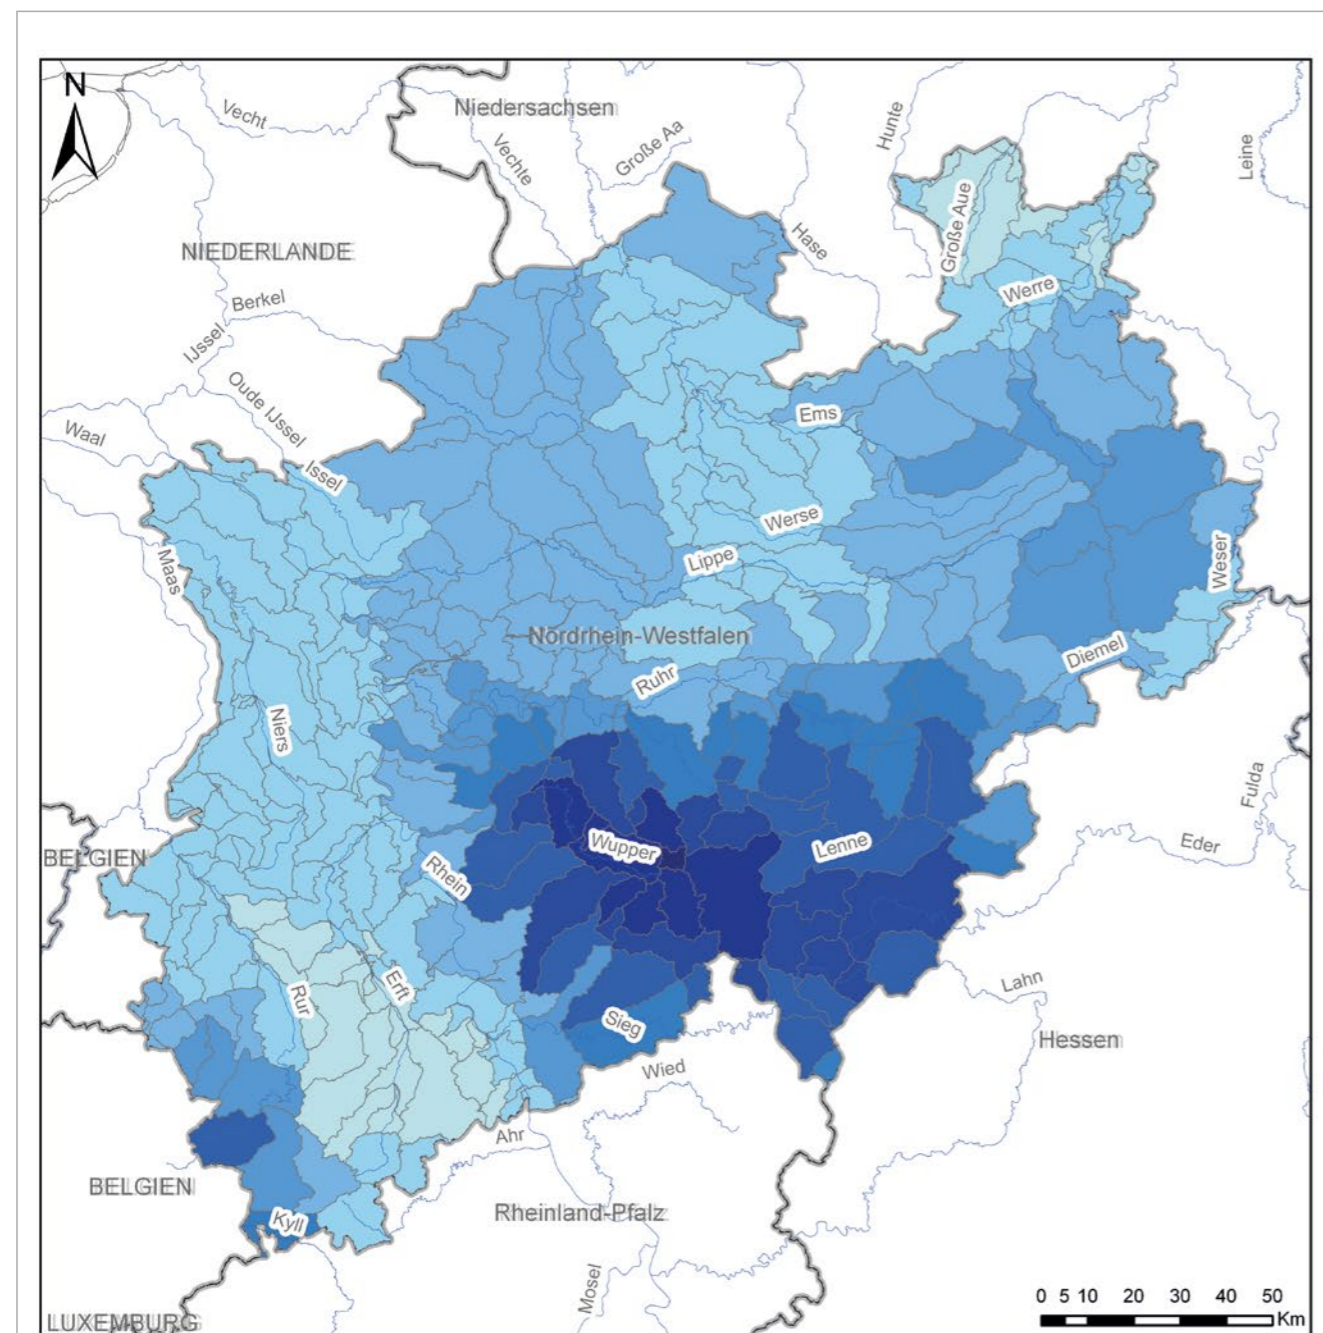 N
Niedersachsen
Vecht
Vechte
Große Aa
Hunte
Leine
Große Aue
Hase
NIEDERLANDE
Berkel
Werre
IJssel
Oude IJssel
Ems
Waal
Issel
Werse
Lippe
Maas
Weser
Nordrhein-Westfalen
Diemel
Ruhr
Niers
Fulda
Wupper
Lenne
Eder
BELGIEN
Rhein
Erft
Rur
Lahn
Sieg
Hessen
Wied
Ahr
BELGIEN
Rheinland-Pfalz
Kyll
Mosel
0 5 10 20 30 40 50
Km
LUXEMBURG